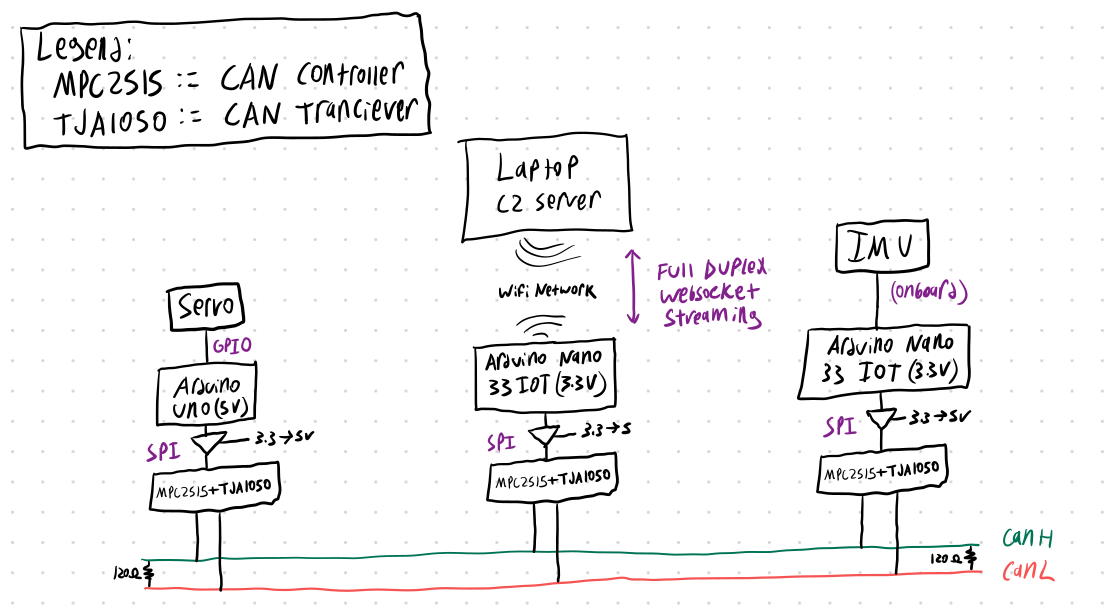 Legend:
MPC2515 := CAN Controller
TJA1050 := CAN Tranciever
Laptop
C2 server
Wifi Network
Full Duplex
Websocket
Streaming
Servo
GPIO
Arduino
UNO(5V)
SPI
3.3→5V
MPC2515+TJA1050
Arduino Nano
33 IOT (3.3V)
SPI
3.3→5
MPC2515+TJA1050
IMU
(onboard)
Arduino Nano
33 IOT (3.3V)
SPI
3.3→5V
MPC2515+TJA1050
120Ω
120Ω
Can H
Can L